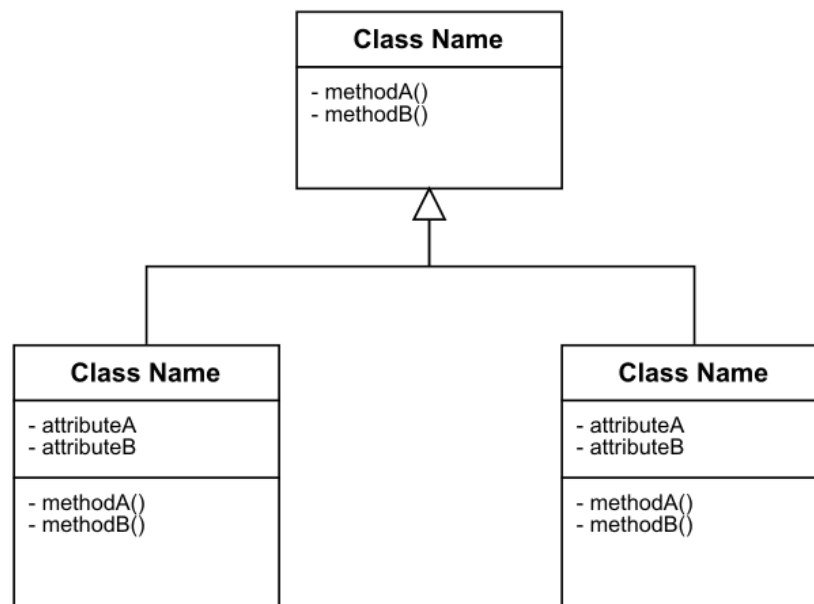 Class Name
- methodA()
- methodB()
Class Name
- attributeA
- attributeB
- methodA()
- methodB()
Class Name
- attributeA
- attributeB
- methodA()
- methodB()